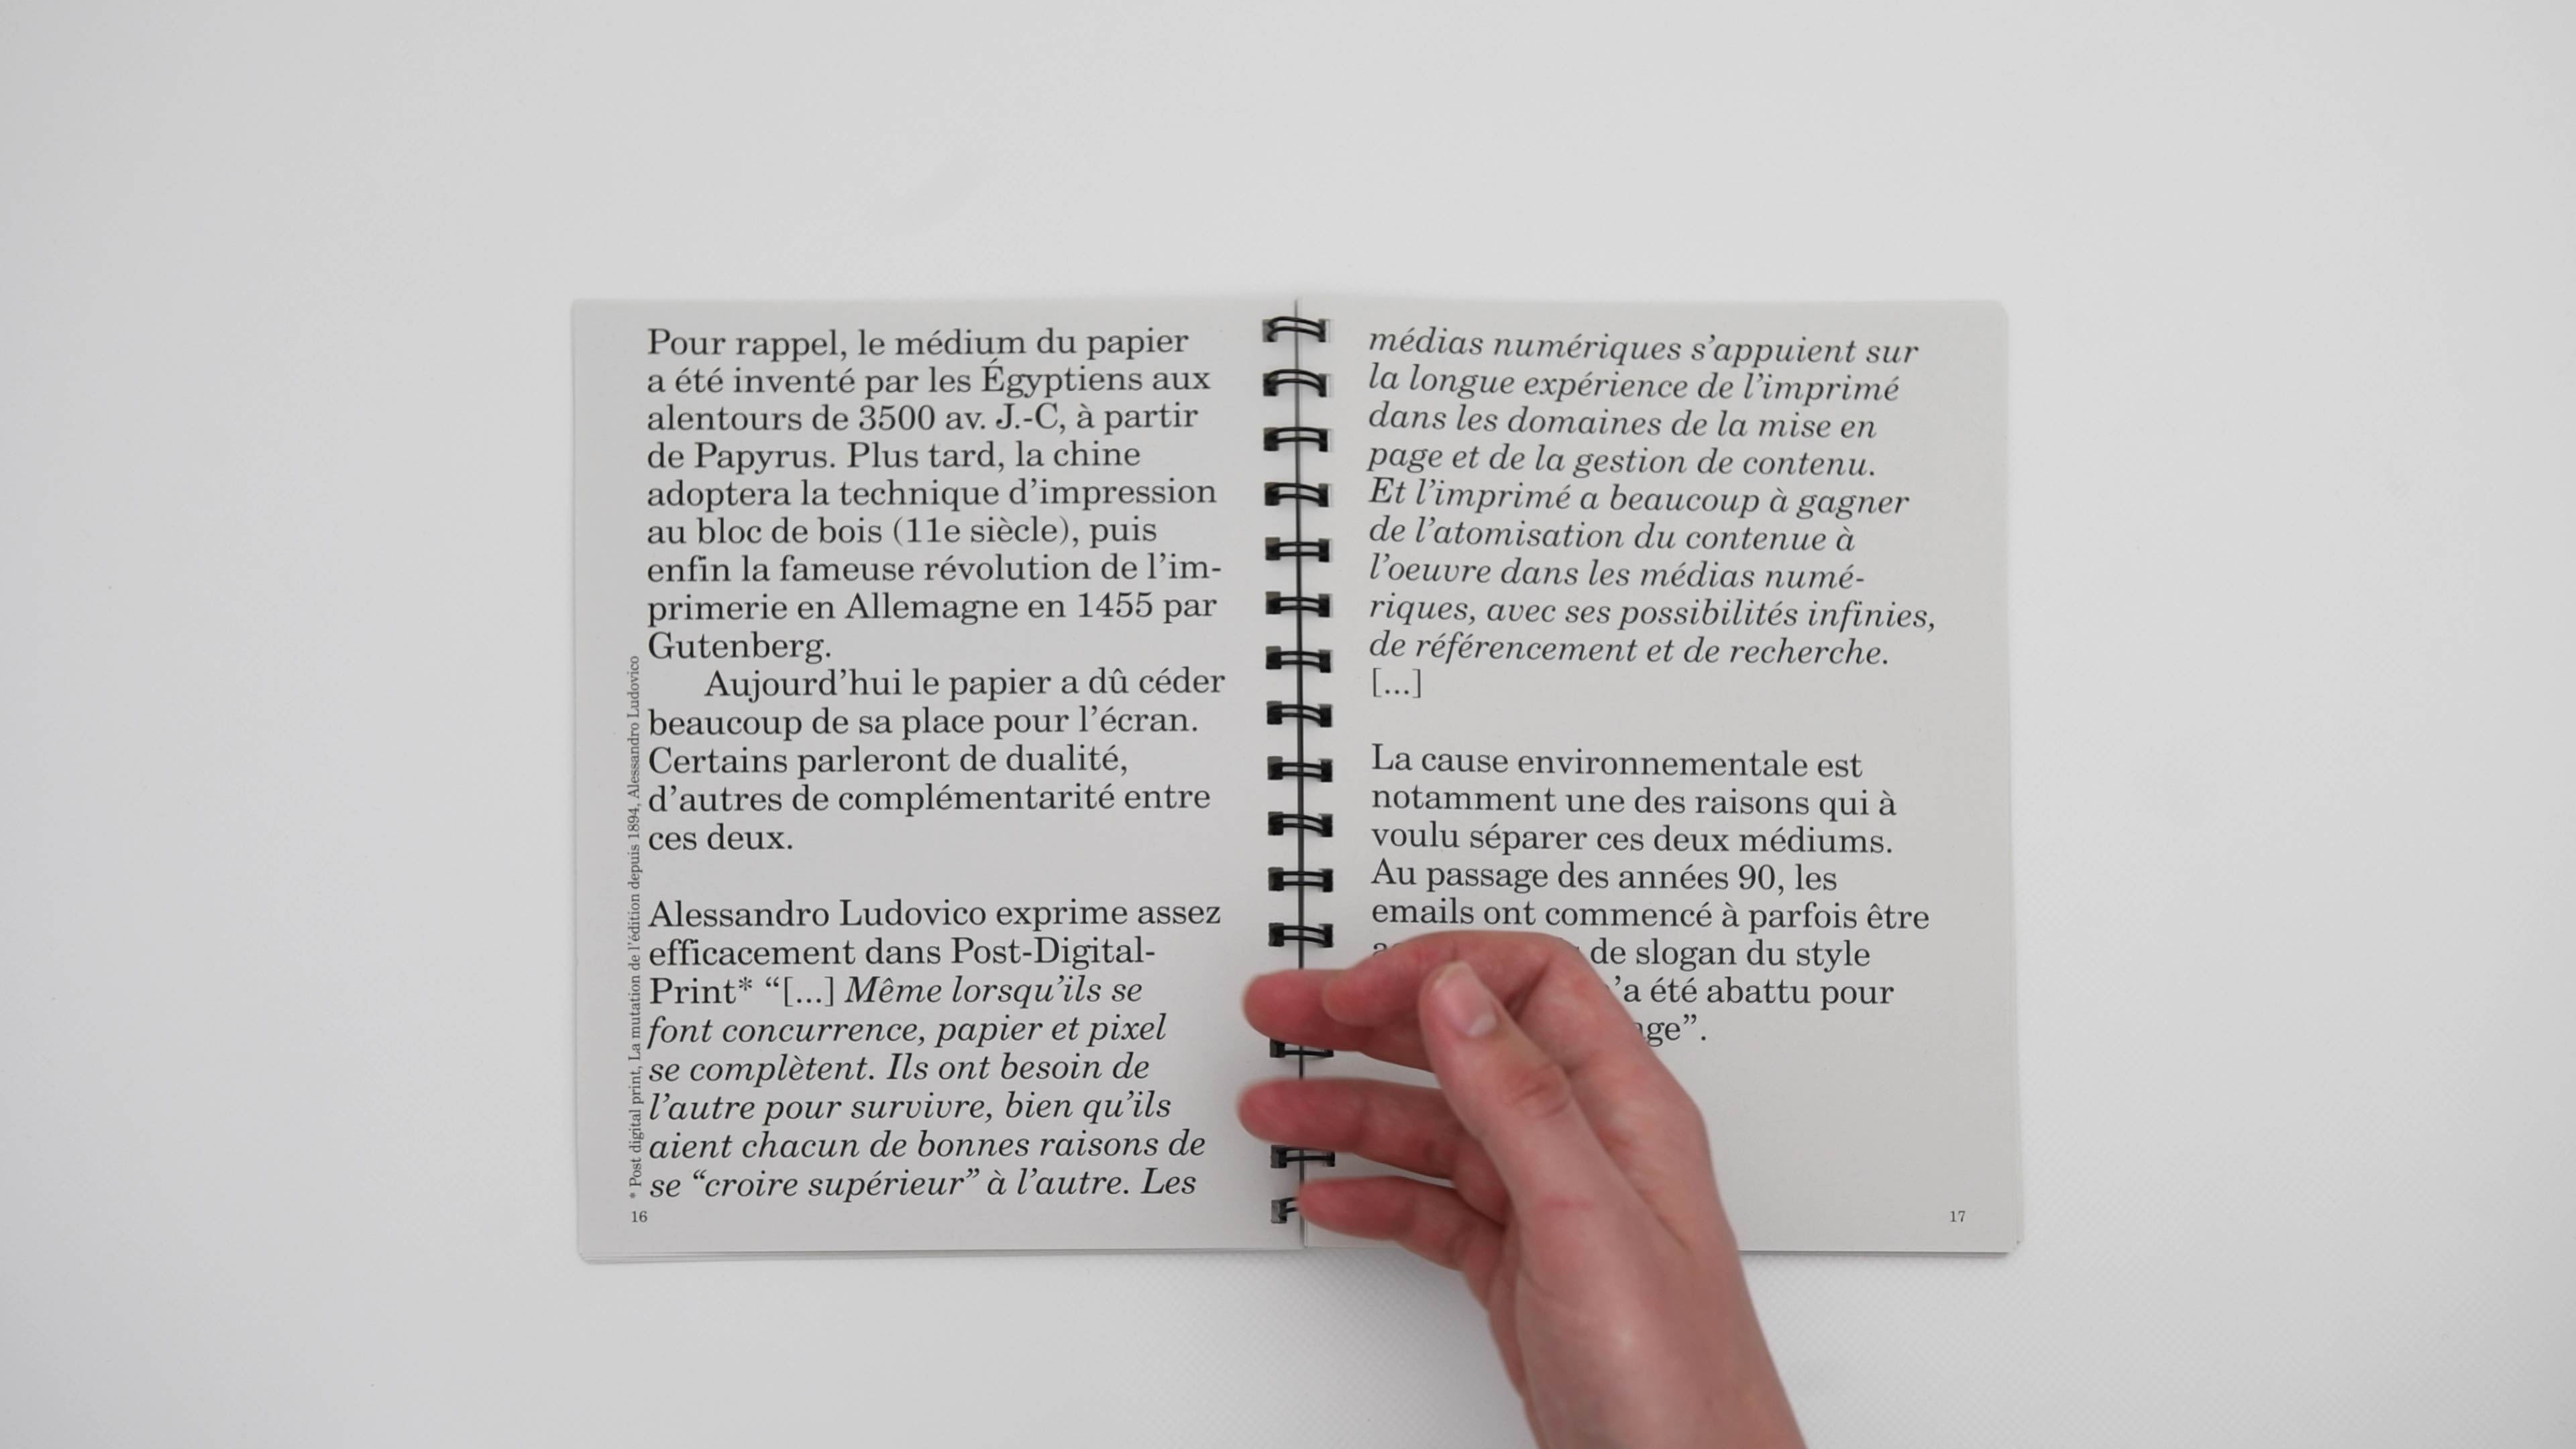 Pour rappel, le médium du papier
a été inventé par les Égyptiens aux
alentours de 3500 av. J.-C, à partir
de Papyrus. Plus tard, la chine
adoptera la technique d’impression
au bloc de bois (11e siècle), puis
enfin la fameuse révolution de l’im-
primerie en Allemagne en 1455 par
Gutenberg.
Aujourd’hui le papier a dû céder
beaucoup de sa place pour l’écran.
Certains parleront de dualité,
d’autres de complémentarité entre
ces deux.
Alessandro Ludovico exprime assez
efficacement dans Post-Digital-
Print* “[...] Même lorsqu’ils se
font concurrence, papier et pixel
se complètent. Ils ont besoin de
l’autre pour survivre, bien qu’ils
aient chacun de bonnes raisons de
se “croire supérieur” à l’autre. Les
* Post digital print, La mutation de l’édition depuis 1894, Alessandro Ludovico
16
médias numériques s’appuient sur
la longue expérience de l’imprimé
dans les domaines de la mise en
page et de la gestion de contenu.
Et l’imprimé a beaucoup à gagner
de l’atomisation du contenue à
l’oeuvre dans les médias numé-
riques, avec ses possibilités infinies,
de référencement et de recherche.
[...]
La cause environnementale est
notamment une des raisons qui à
voulu séparer ces deux médiums.
Au passage des années 90, les
emails ont commencé à parfois être
de slogan du style
’a été abattu pour
17